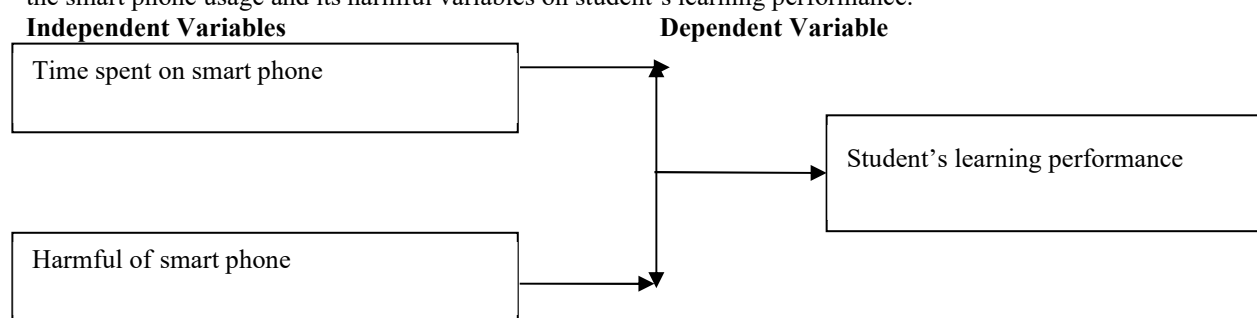 the smart phone usage and its harmful variables on student's learning performance.
Independent Variables Dependent Variable
Time spent on smart phone
Student's learning performance
Harmful of smart phone